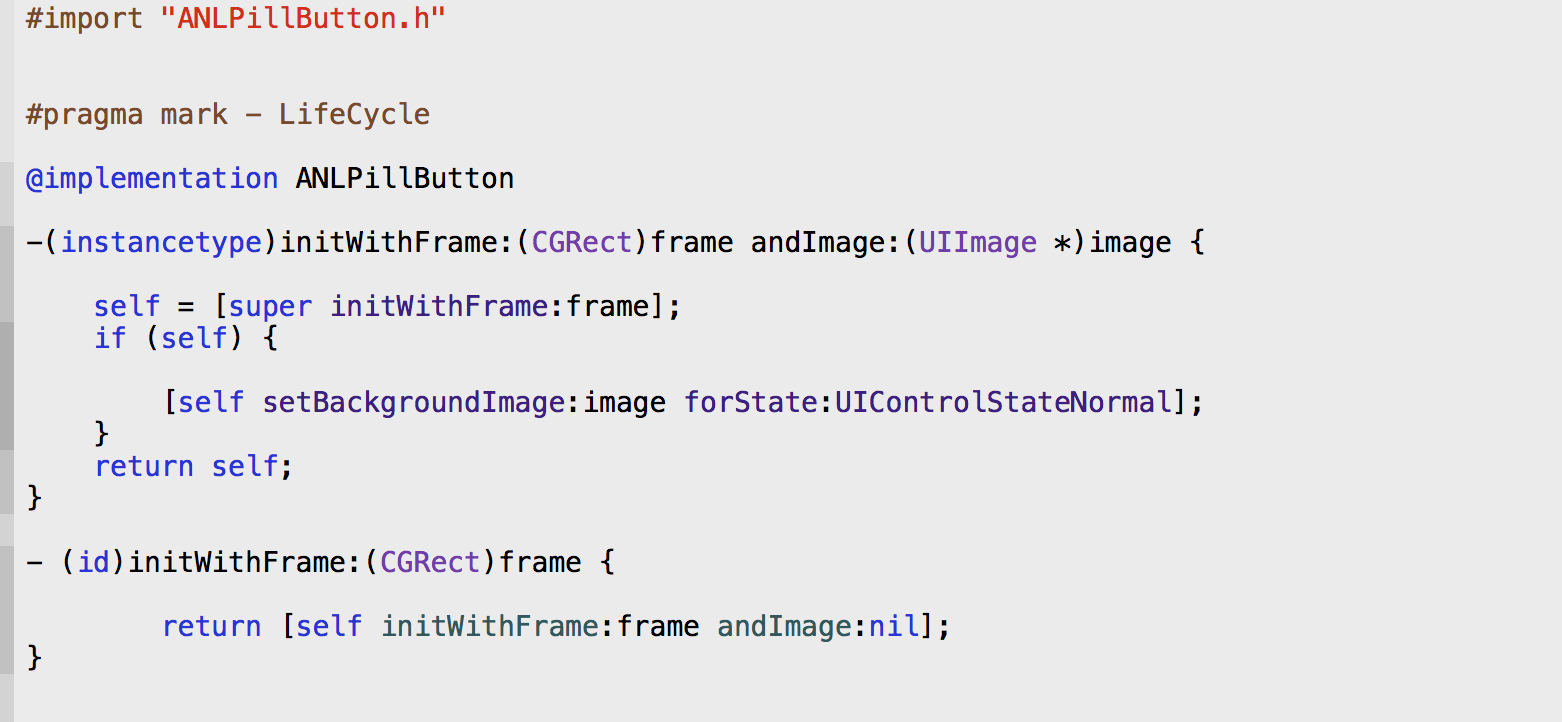 #import "ANLPillButton.h"
#pragma mark - LifeCycle
@implementation ANLPillButton
-(instancetype)initWithFrame:(CGRect)frame andImage:(UIImage *)image {
self = [super initWithFrame:frame];
if (self) {
[self setBackgroundImage:image forState:UIControlStateNormal];
}
return self;
}
- (id)initWithFrame:(CGRect)frame {
return [self initWithFrame:frame andImage:nil];
}